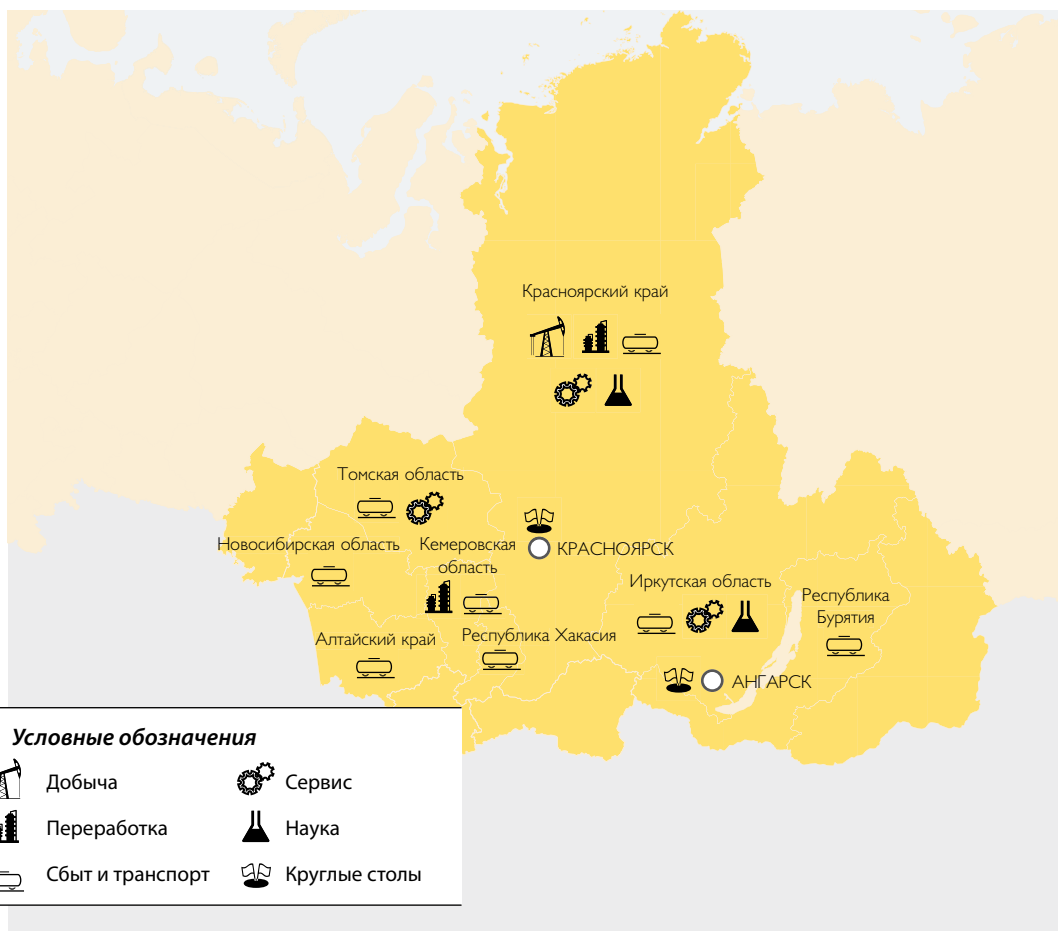 Красноярский край
Томская область
Новосибирская область
Кемеровская
область
КРАСНОЯРСК
Иркутская область
Республика
Бурятия
Алтайский край
Республика Хакасия
АНГАРСК
Условные обозначения
Добыча
Сервис
Переработка
Наука
Сбыт и транспорт
Круглые столы